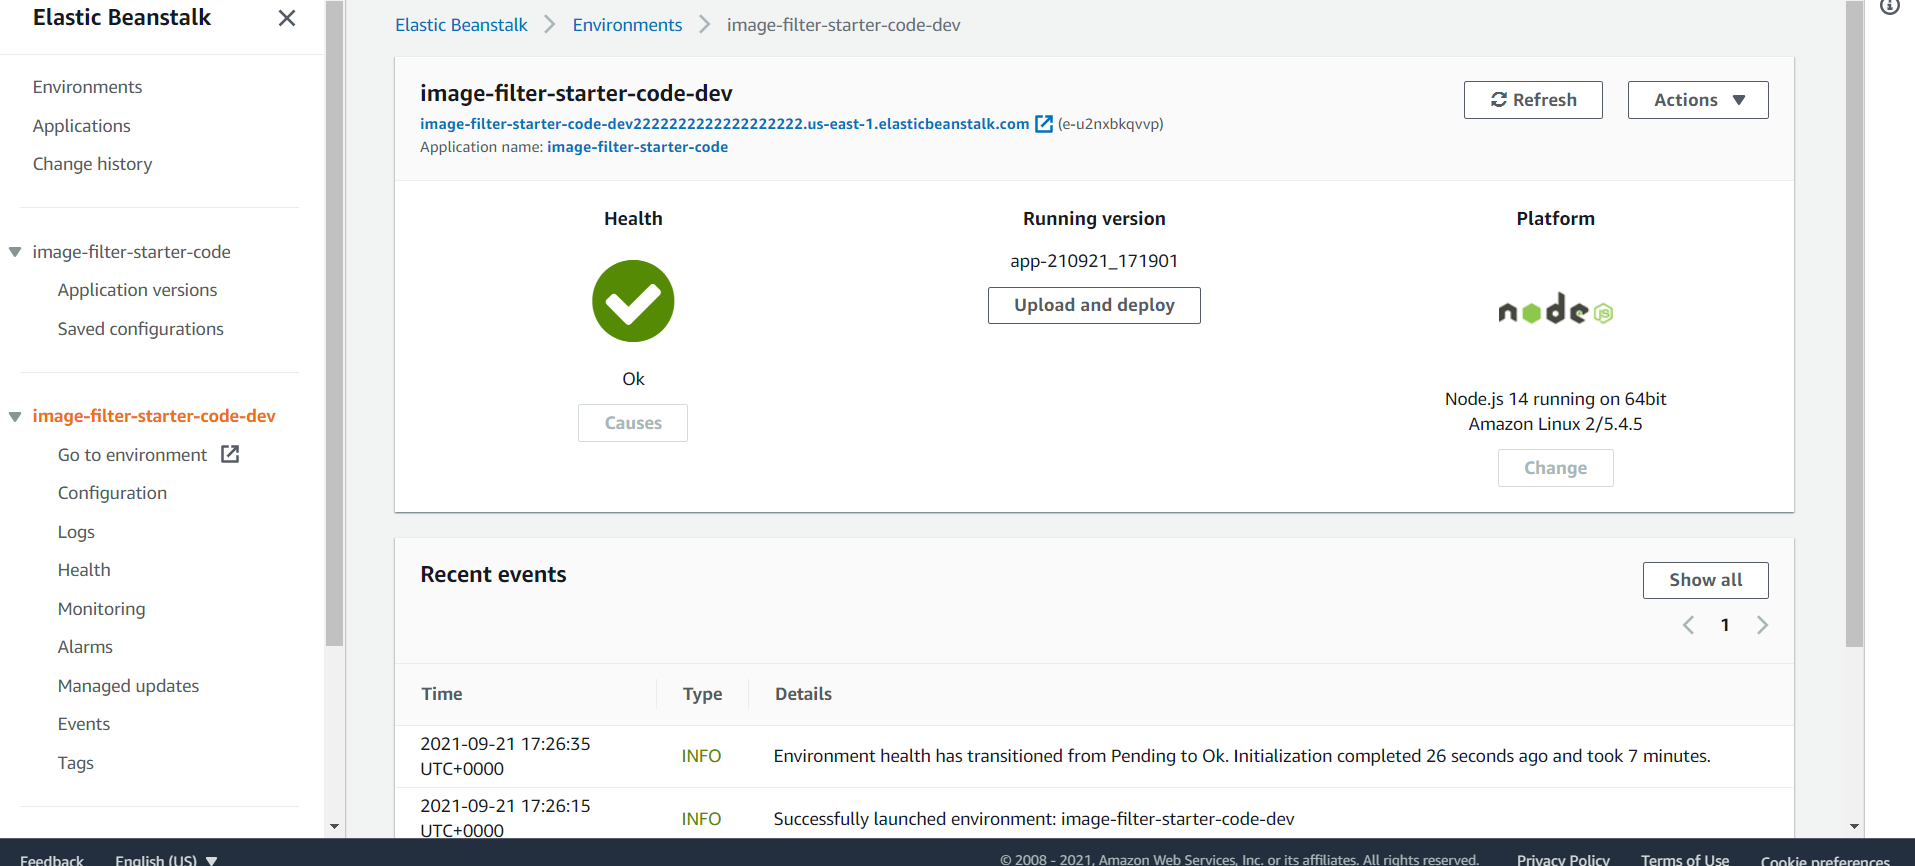 Elastic Beanstalk
Environments
Applications
Change history
image-filter-starter-code
Application versions
Saved configurations
image-filter-starter-code-dev
Go to environment
Configuration
Logs
Health
Monitoring
Alarms
Managed updates
Events
Tags
Elastic Beanstalk Environments image-filter-starter-code-dev
image-filter-starter-code-dev
Refresh Actions
image-filter-starter-code-dev2222222222222222222.us-east-1.elasticbeanstalk.com (e-u2nxbkqvvp)
Application name: image-filter-starter-code
Health
Ok
Causes
Running version
app-210921_171901
Upload and deploy
Platform
node JS
Node.js 14 running on 64bit
Amazon Linux 2/5.4.5
Change
Recent events
Show all
1
Time Type Details
2021-09-21 17:26:35
UTC+0000
INFO
Environment health has transitioned from Pending to Ok. Initialization completed 26 seconds ago and took 7 minutes.
2021-09-21 17:26:15
UTC+0000
INFO
Successfully launched environment: image-filter-starter-code-dev
Feedback English (US) © 2008 - 2021, Amazon Web Services, Inc. or its affiliates. All rights reserved. Privacy Policy Terms of Use Cookie preferences